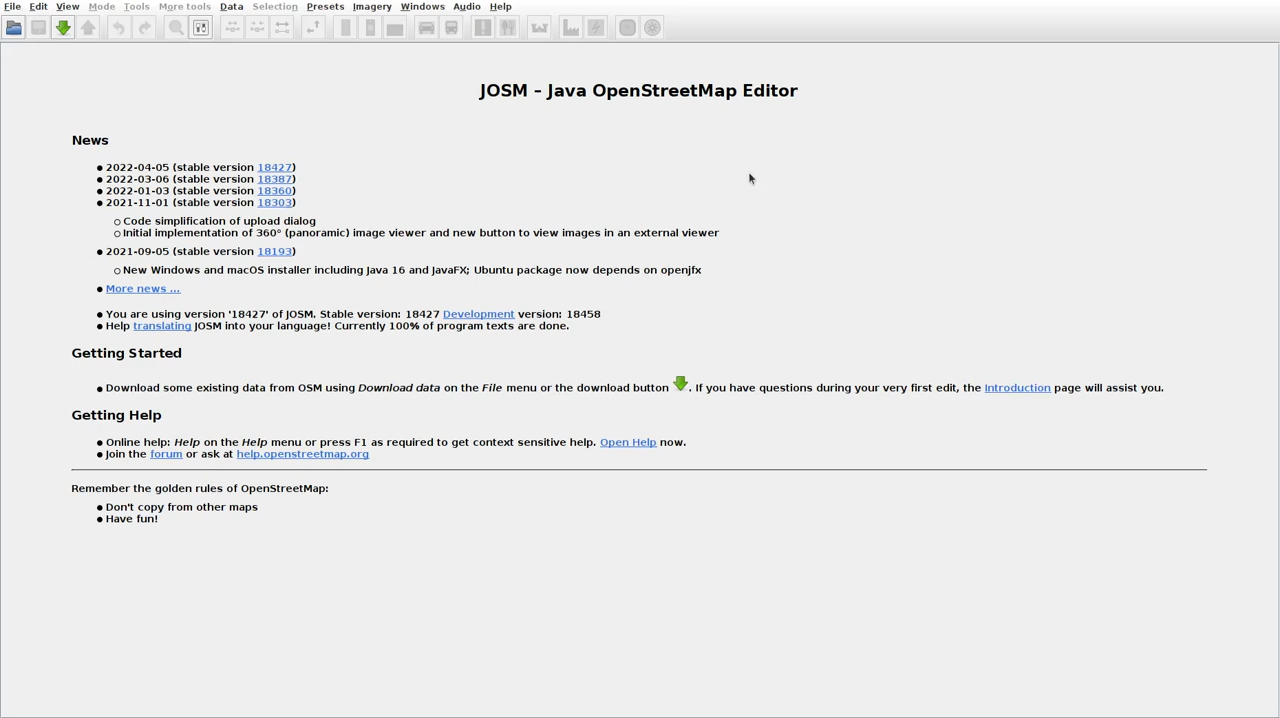 File Edit View Mode Tools More tools Data Selection Presets Imagery Windows Audio Help
JOSM – Java OpenStreetMap Editor
News
2022-04-05 (stable version 18427)
2022-03-06 (stable version 18387)
2022-01-03 (stable version 18360)
2021-11-01 (stable version 18303)
Code simplification of upload dialog
Initial implementation of 360° (panoramic) image viewer and new button to view images in an external viewer
2021-09-05 (stable version 18193)
New Windows and macOS installer including Java 16 and JavaFX; Ubuntu package now depends on openjfx
More news ...
You are using version '18427' of JOSM. Stable version: 18427 Development version: 18458
Help translating JOSM into your language! Currently 100% of program texts are done.
Getting Started
Download some existing data from OSM using Download data on the File menu or the download button . If you have questions during your very first edit, the Introduction page will assist you.
Getting Help
Online help: Help on the Help menu or press F1 as required to get context sensitive help. Open Help now.
Join the forum or ask at help.openstreetmap.org
Remember the golden rules of OpenStreetMap:
Don't copy from other maps
Have fun!